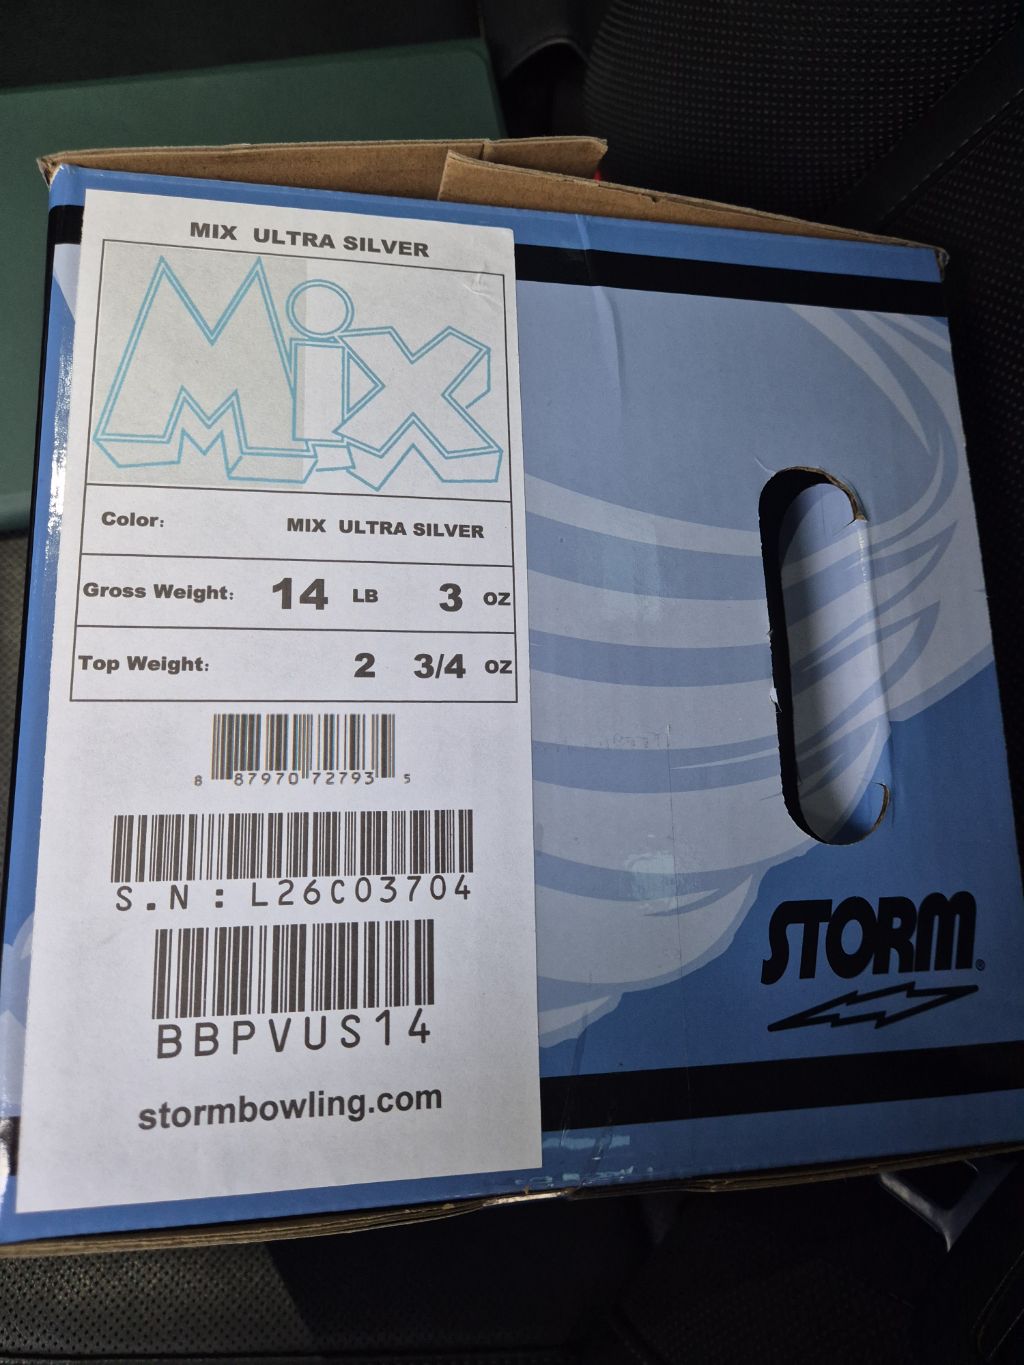 MIX ULTRA SILVER
Mix
Color: MIX ULTRA SILVER
Gross Weight: 14 LB 3 oz
Top Weight: 2 3/4 oz
8 87970 72793 5
S.N : L26C03704
BBPVUS14
stormbowling.com
STORM®